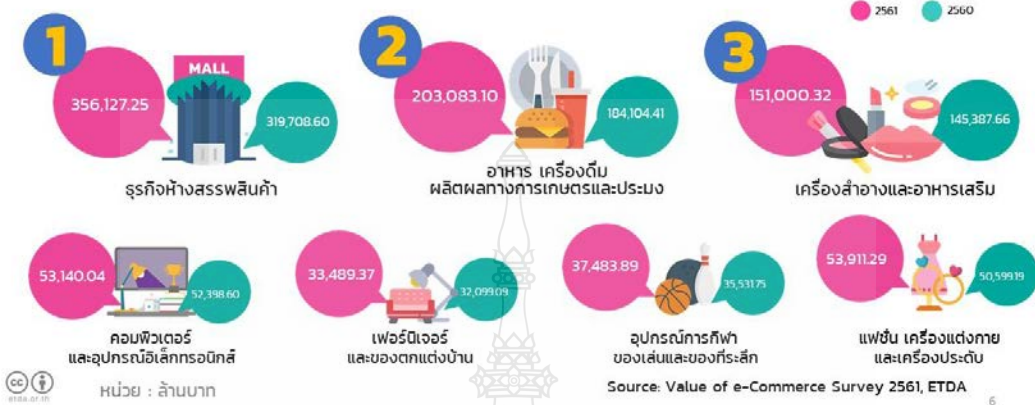 2561 2560
1 2 3
MALL
356,127.25 319,708.60
203,083.10 184,104.41
151,000.32 145,387.66
ธุรกิจห้างสรรพสินค้า
อาหาร เครื่องดื่ม
ผลิตผลทางการเกษตรและประมง
เครื่องสำอางและอาหารเสริม
53,140.04 52,398.60
33,489.37 32,099.09
37,483.89 35,531.75
53,911.29 50,599.19
คอมพิวเตอร์
และอุปกรณ์อิเล็กทรอนิกส์
เฟอร์นิเจอร์
และของตกแต่งบ้าน
อุปกรณ์การกีฬา
ของเล่นและของที่ระลึก
แฟชั่น เครื่องแต่งกาย
และเครื่องประดับ
cc
etda.or.th
หน่วย : ล้านบาท
Source: Value of e-Commerce Survey 2561, ETDA
6